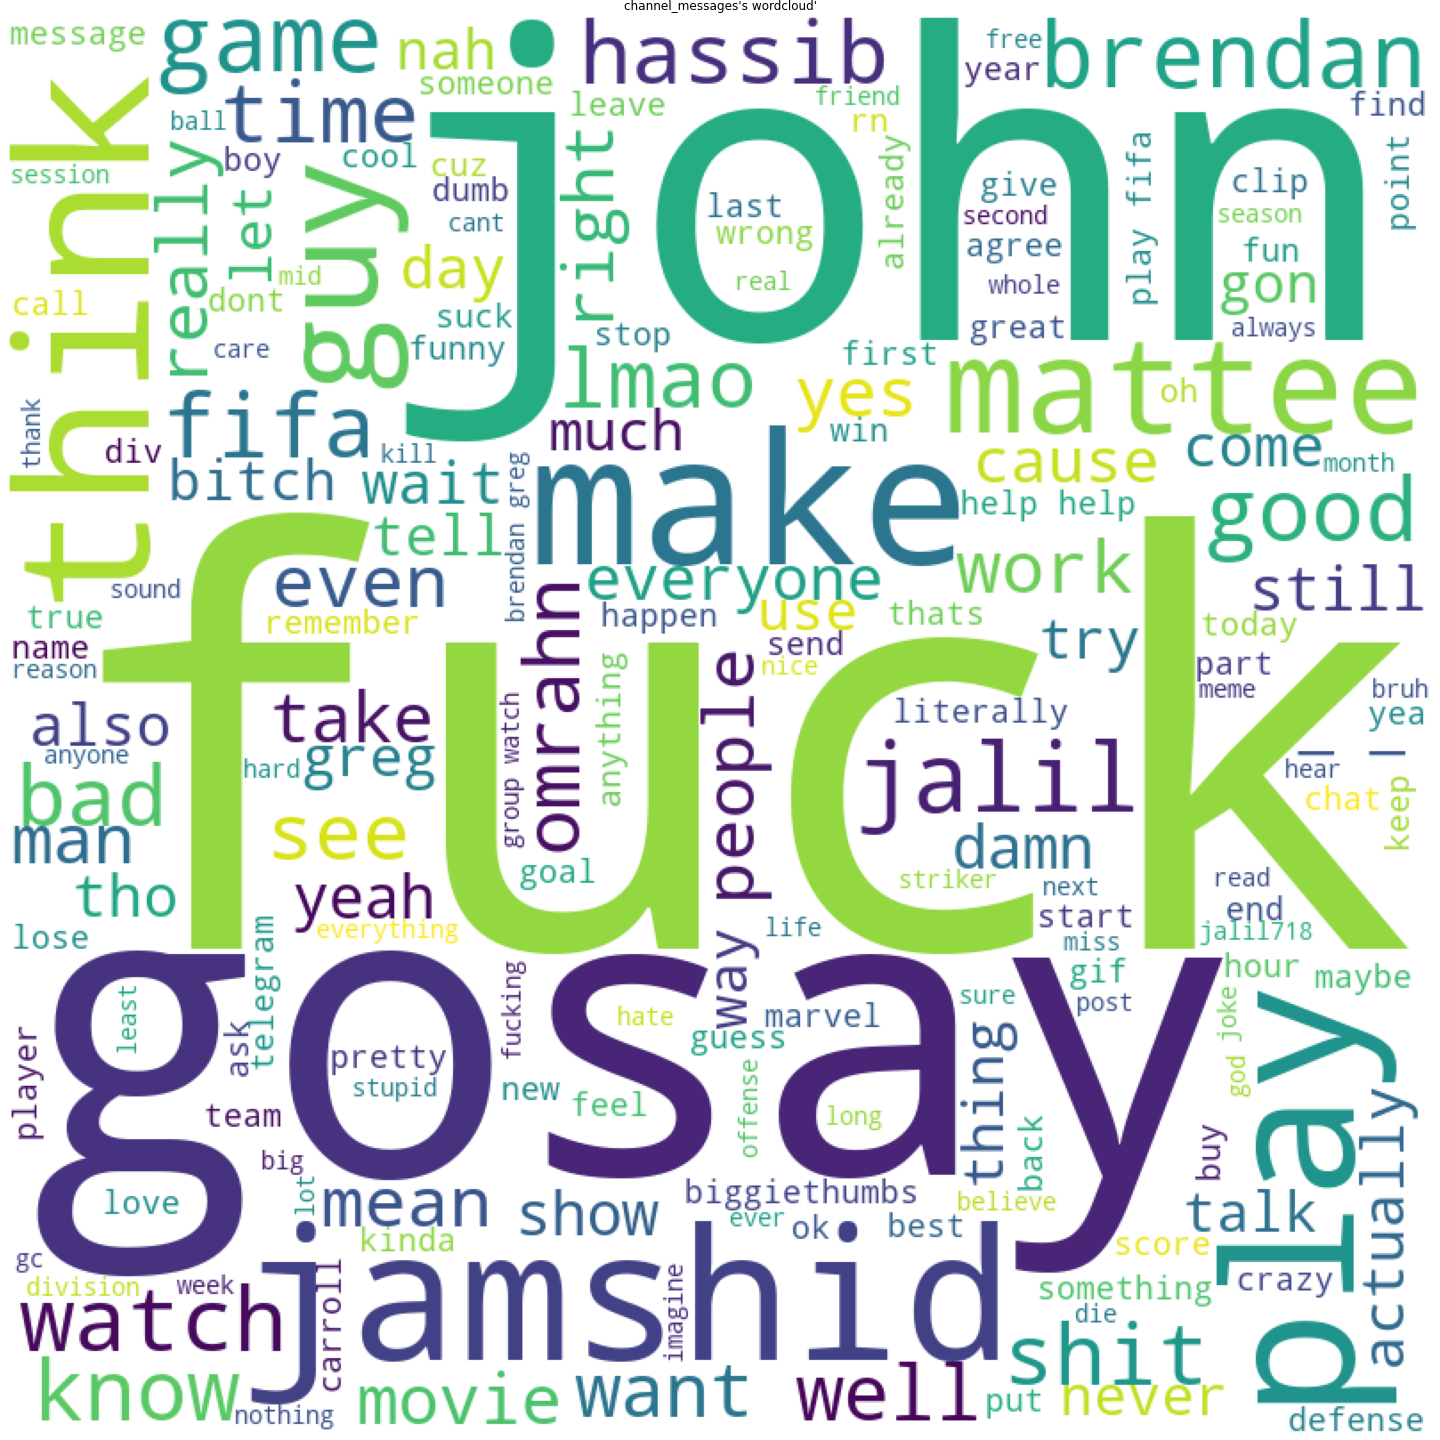 channel_messages's wordcloud'
message
game
nah
someone
hassib
free
year
brendan
think
ball
time
leave
friend
rn
find
session
really
boy
cool
cuz
dumb
cant
john
right
already
last
wrong
real
give
second
agree
whole
great
play fifa
clip
season
fun
gon
always
point
let
mid
guy
day
call
dont
care
suck
funny
stop
first
lmao
yes
mattee
oh
thank
fifa
div
kill
much
win
cause
come
month
bitch
wait
brendan greg
make
help help
good
tell
sound
even
everyone
work
still
true
remember
omrahn
happen
use
thats
try
today
name
reason
fuck
send
nice
part
meme
bruh
yea
also
take
group watch
anything
people
literally
anyone
hard
greg
jalil
l l
hear
bad
chat
keep
man
see
damn
goal
striker
tho
yeah
next
read
start
end
lose
everything
life
miss
jalil718
telegram
way
gif
hour
maybe
go
say
least
ask
fucking
hate
marvel
sure
post
player
pretty
guess
thing
god joke
play
stupid
new
feel
offense
long
team
back
buy
actually
big
love
lot
mean
show
biggiethumbs
believe
talk
ever
ok
best
gc
kinda
jamshid
score
division
week
something
crazy
watch
carroll
imagine
die
shit
know
movie
want
well
put
never
nothing
defense